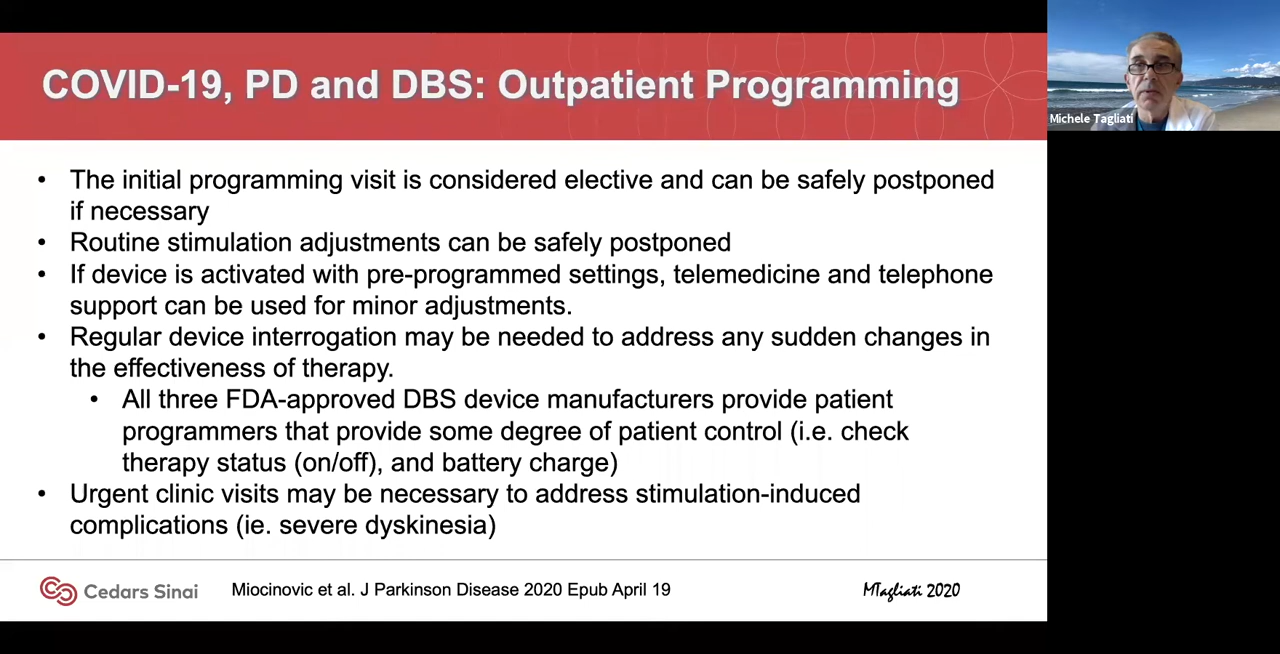 COVID-19, PD and DBS: Outpatient Programming
Michele Tagliati
• The initial programming visit is considered elective and can be safely postponed
if necessary
• Routine stimulation adjustments can be safely postponed
• If device is activated with pre-programmed settings, telemedicine and telephone
support can be used for minor adjustments.
• Regular device interrogation may be needed to address any sudden changes in
the effectiveness of therapy.
• All three FDA-approved DBS device manufacturers provide patient
programmers that provide some degree of patient control (i.e. check
therapy status (on/off), and battery charge)
• Urgent clinic visits may be necessary to address stimulation-induced
complications (ie. severe dyskinesia)
Cedars Sinai
Miocinovic et al. J Parkinson Disease 2020 Epub April 19
MTagliati 2020